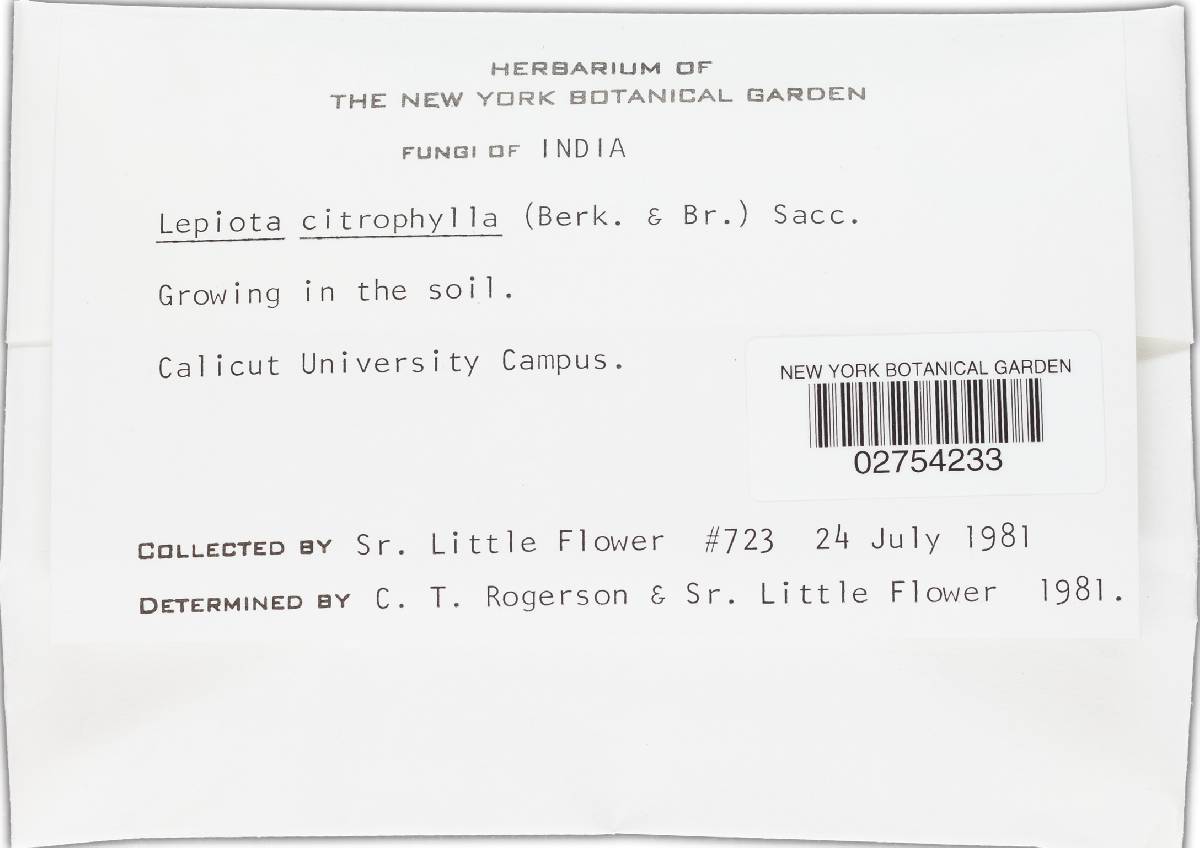 HERBARIUM OF
THE NEW YORK BOTANICAL GARDEN
FUNGI OF INDIA
Lepiota citrophylla (Berk. & Br.) Sacc.
Growing in the soil.
Calicut University Campus.
NEW YORK BOTANICAL GARDEN
02754233
COLLECTED BY Sr. Little Flower #723 24 July 1981
DETERMINED BY C. T. Rogerson & Sr. Little Flower 1981.